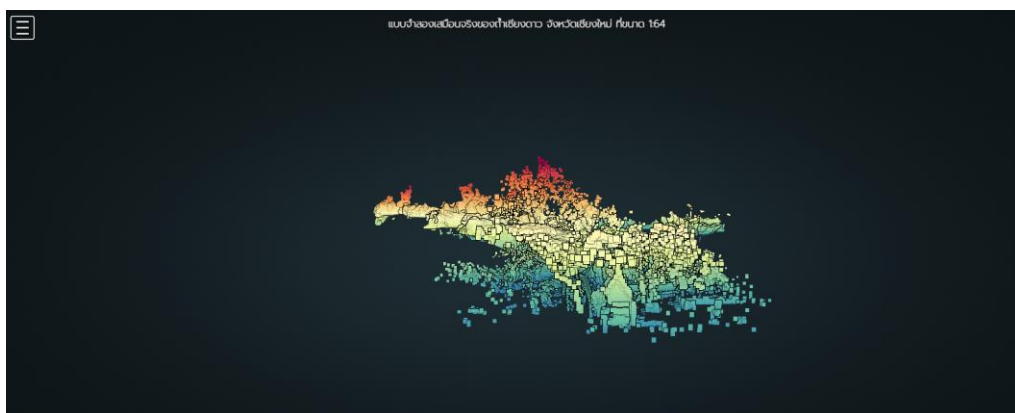 แบบจำลองเสมือนจริงของถ้ำเชียงดาว จังหวัดเชียงใหม่ ที่ขนาด 1:64